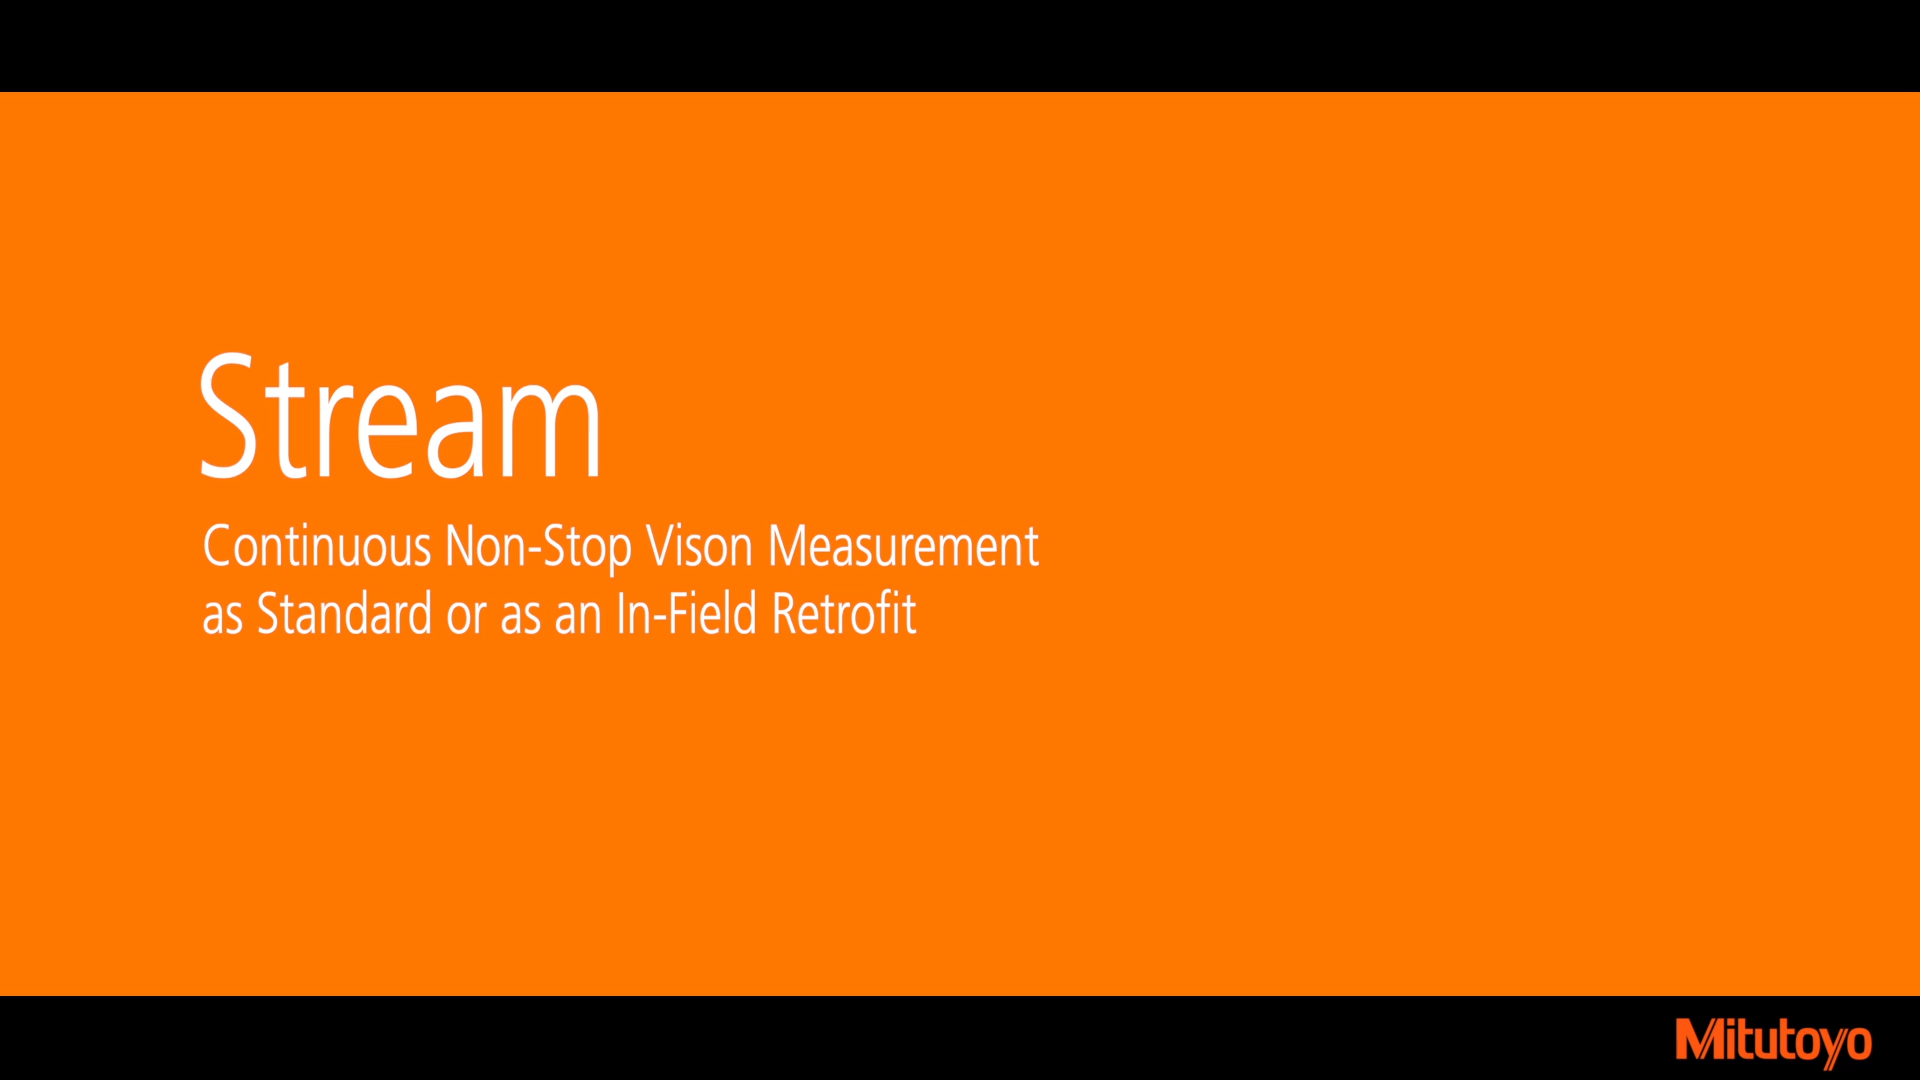 Stream
Continuous Non-Stop Vison Measurement
as Standard or as an In-Field Retrofit
Mitutoyo